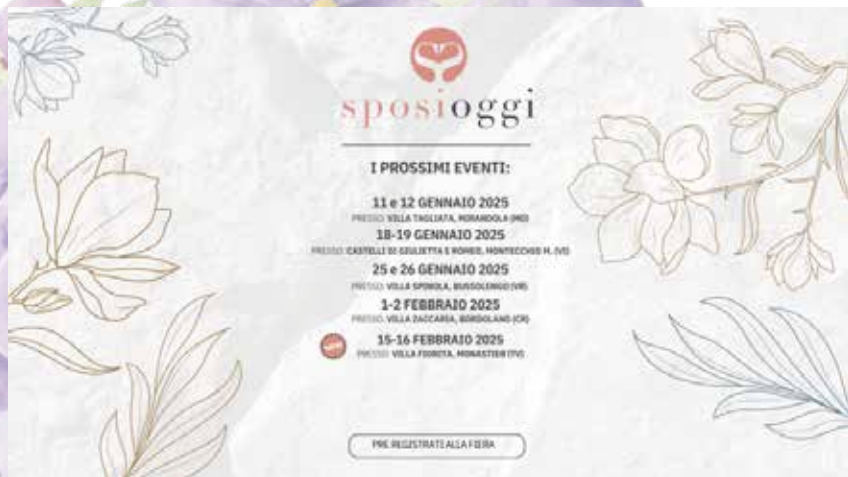 sposioggi
I PROSSIMI EVENTI:
11 e 12 GENNAIO 2025
PRESSO: VILLA TAGLIATA, MIRANDOLA (MO)
18-19 GENNAIO 2025
PRESSO: CASTELLI DI GIULIETTA E ROMEO, MONTECCHIO M. (VI)
25 e 26 GENNAIO 2025
PRESSO: VILLA SPINOLA, BUSSOLENGO (VR)
1-2 FEBBRAIO 2025
PRESSO: VILLA ZACCARIA, BORDOLANO (CR)
15-16 FEBBRAIO 2025
PRESSO: VILLA FIORITA, MONASTIER (TV)
PRE REGISTRATI ALLA FIERA